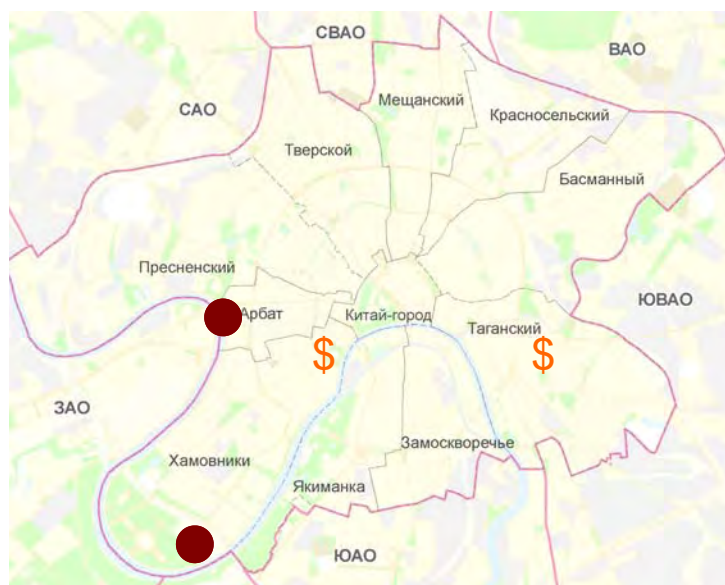 СВАО
ВАО
Мещанский
САО
Красносельский
Тверской
Басманный
Пресненский
ЮВАО
Арбат
Китай-город
Таганский
$
$
ЗАО
Замоскворечье
Хамовники
Якиманка
ЮАО